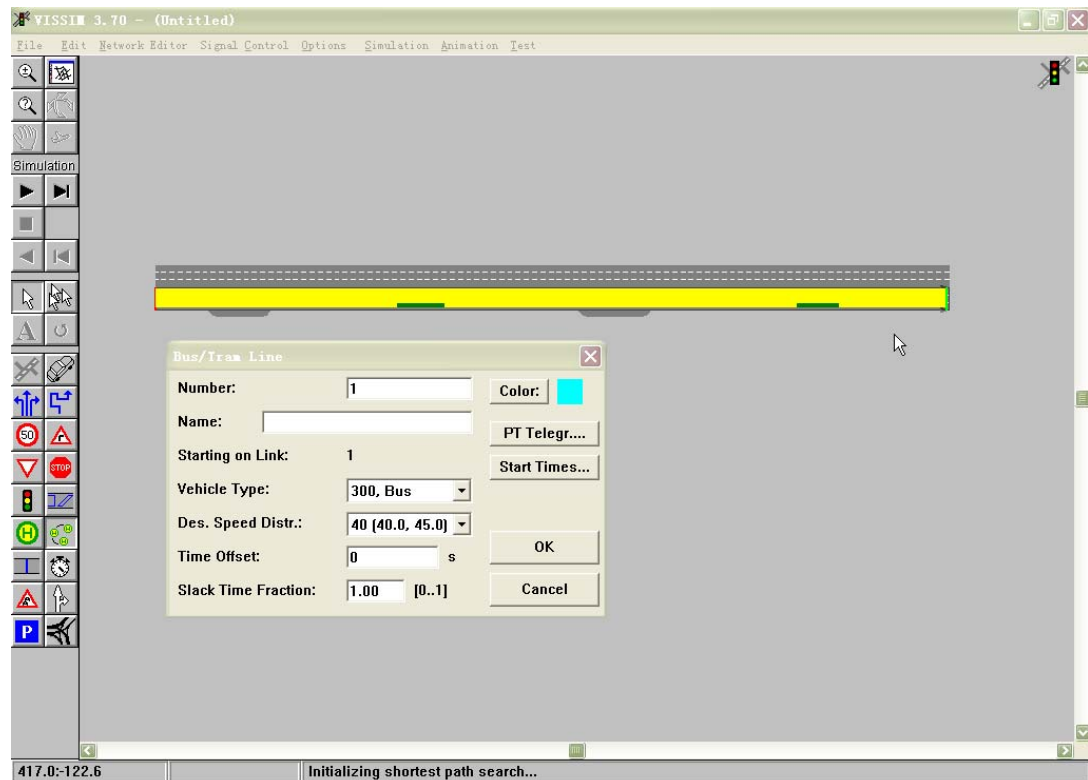 VISSIM 3.70 - (Untitled)
File Edit Network Editor Signal Control Options Simulation Animation Test
Simulation
Bus/Tram Line
Number: 1
Color:
Name:
PT Telegr....
Starting on Link: 1
Start Times...
Vehicle Type: 300, Bus
Des. Speed Distr.: 40 (40.0, 45.0)
Time Offset: 0 s
OK
Slack Time Fraction: 1.00 [0..1]
Cancel
A
50
STOP
H
P
417.0:-122.6
Initializing shortest path search...